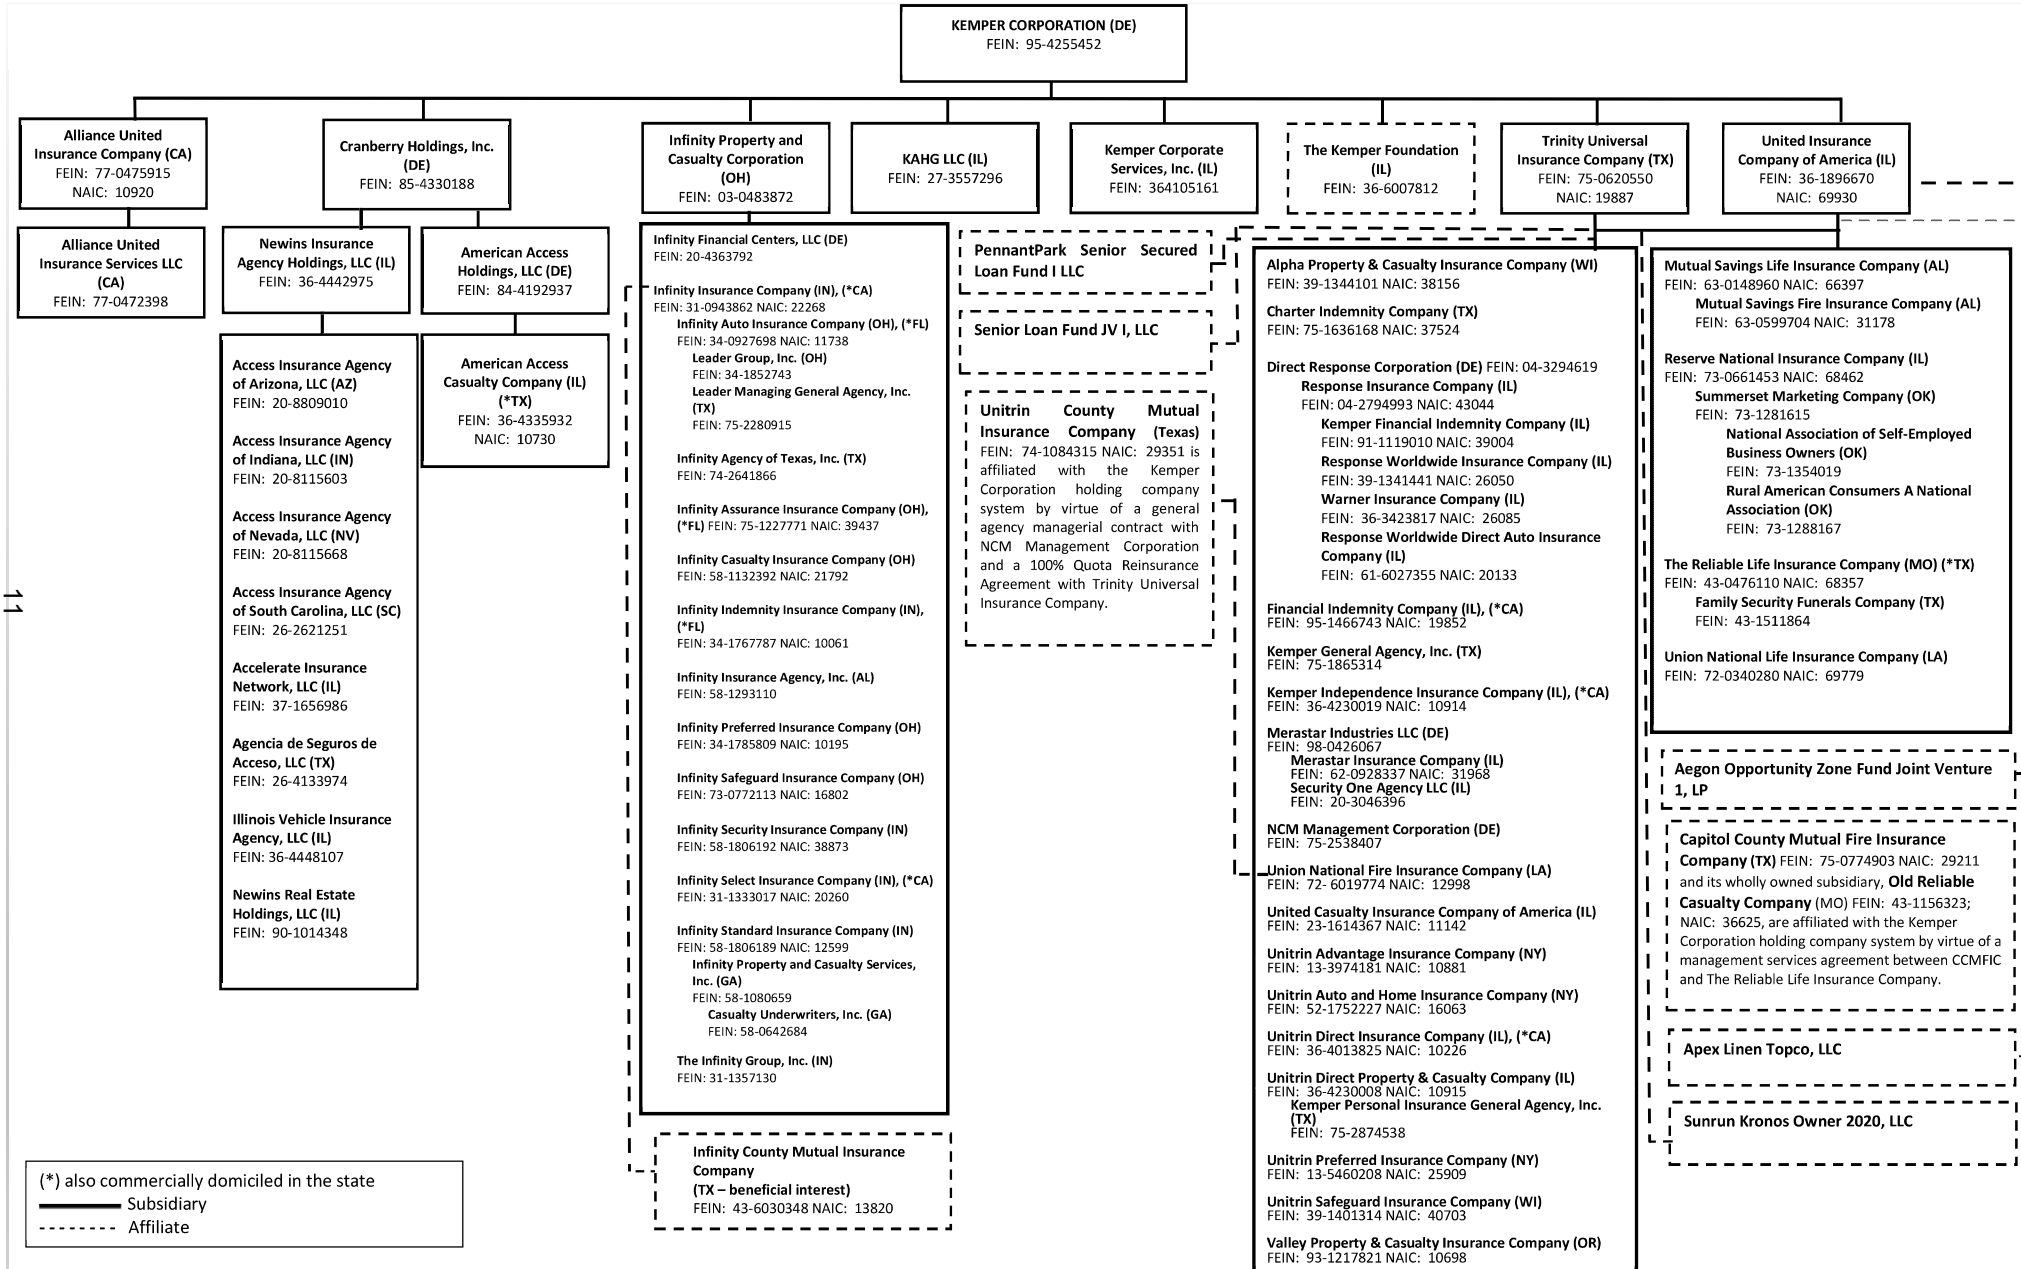 KEMPER CORPORATION (DE)
FEIN: 95-4255452
Alliance United
Insurance Company (CA)
FEIN: 77-0475915
NAIC: 10920
Cranberry Holdings, Inc.
(DE)
FEIN: 85-4330188
Infinity Property and
Casualty Corporation
(OH)
FEIN: 03-0483872
KAHG LLC (IL)
FEIN: 27-3557296
Kemper Corporate
Services, Inc. (IL)
FEIN: 364105161
The Kemper Foundation
(IL)
FEIN: 36-6007812
Trinity Universal
Insurance Company (TX)
FEIN: 75-0620550
NAIC: 19887
United Insurance
Company of America (IL)
FEIN: 36-1896670
NAIC: 69930
Alliance United
Insurance Services LLC
(CA)
FEIN: 77-0472398
Newins Insurance
Agency Holdings, LLC (IL)
FEIN: 36-4442975
American Access
Holdings, LLC (DE)
FEIN: 84-4192937
Access Insurance Agency
of Arizona, LLC (AZ)
FEIN: 20-8809010
Access Insurance Agency
of Indiana, LLC (IN)
FEIN: 20-8115603
Access Insurance Agency
of Nevada, LLC (NV)
FEIN: 20-8115668
Access Insurance Agency
of South Carolina, LLC (SC)
FEIN: 26-2621251
Accelerate Insurance
Network, LLC (IL)
FEIN: 37-1656986
Agencia de Seguros de
Acceso, LLC (TX)
FEIN: 26-4133974
Illinois Vehicle Insurance
Agency, LLC (IL)
FEIN: 36-4448107
Newins Real Estate
Holdings, LLC (IL)
FEIN: 90-1014348
American Access
Casualty Company (IL)
(*TX)
FEIN: 36-4335932
NAIC: 10730
Infinity Financial Centers, LLC (DE)
FEIN: 20-4363792
Infinity Insurance Company (IN), (*CA)
FEIN: 31-0943862 NAIC: 22268
Infinity Auto Insurance Company (OH), (*FL)
FEIN: 34-0927698 NAIC: 11738
Leader Group, Inc. (OH)
FEIN: 34-1852743
Leader Managing General Agency, Inc.
(TX)
FEIN: 75-2280915
Infinity Agency of Texas, Inc. (TX)
FEIN: 74-2641866
Infinity Assurance Insurance Company (OH),
(*FL) FEIN: 75-1227771 NAIC: 39437
Infinity Casualty Insurance Company (OH)
FEIN: 58-1132392 NAIC: 21792
Infinity Indemnity Insurance Company (IN),
(*FL)
FEIN: 34-1767787 NAIC: 10061
Infinity Insurance Agency, Inc. (AL)
FEIN: 58-1293110
Infinity Preferred Insurance Company (OH)
FEIN: 34-1785809 NAIC: 10195
Infinity Safeguard Insurance Company (OH)
FEIN: 73-0772113 NAIC: 16802
Infinity Security Insurance Company (IN)
FEIN: 58-1806192 NAIC: 38873
Infinity Select Insurance Company (IN), (*CA)
FEIN: 31-1333017 NAIC: 20260
Infinity Standard Insurance Company (IN)
FEIN: 58-1806189 NAIC: 12599
Infinity Property and Casualty Services,
Inc. (GA)
FEIN: 58-1080659
Casualty Underwriters, Inc. (GA)
FEIN: 58-0642684
The Infinity Group, Inc. (IN)
FEIN: 31-1357130
Infinity County Mutual Insurance
Company
(TX – beneficial interest)
FEIN: 43-6030348 NAIC: 13820
PennantPark Senior Secured
Loan Fund I LLC
Senior Loan Fund JV I, LLC
Unitrin County Mutual
Insurance Company (Texas)
FEIN: 74-1084315 NAIC: 29351 is
affiliated with the Kemper
Corporation holding company
system by virtue of a general
agency managerial contract with
NCM Management Corporation
and a 100% Quota Reinsurance
Agreement with Trinity Universal
Insurance Company.
Alpha Property & Casualty Insurance Company (WI)
FEIN: 39-1344101 NAIC: 38156
Charter Indemnity Company (TX)
FEIN: 75-1636168 NAIC: 37524
Direct Response Corporation (DE) FEIN: 04-3294619
Response Insurance Company (IL)
FEIN: 04-2794993 NAIC: 43044
Kemper Financial Indemnity Company (IL)
FEIN: 91-1119010 NAIC: 39004
Response Worldwide Insurance Company (IL)
FEIN: 39-1341441 NAIC: 26050
Warner Insurance Company (IL)
FEIN: 36-3423817 NAIC: 26085
Response Worldwide Direct Auto Insurance
Company (IL)
FEIN: 61-6027355 NAIC: 20133
Financial Indemnity Company (IL), (*CA)
FEIN: 95-1466743 NAIC: 19852
Kemper General Agency, Inc. (TX)
FEIN: 75-1865314
Kemper Independence Insurance Company (IL), (*CA)
FEIN: 36-4230019 NAIC: 10914
Merastar Industries LLC (DE)
FEIN: 98-0426067
Merastar Insurance Company (IL)
FEIN: 62-0928337 NAIC: 31968
Security One Agency LLC (IL)
FEIN: 20-3046396
NCM Management Corporation (DE)
FEIN: 75-2538407
Union National Fire Insurance Company (LA)
FEIN: 72- 6019774 NAIC: 12998
United Casualty Insurance Company of America (IL)
FEIN: 23-1614367 NAIC: 11142
Unitrin Advantage Insurance Company (NY)
FEIN: 13-3974181 NAIC: 10881
Unitrin Auto and Home Insurance Company (NY)
FEIN: 52-1752227 NAIC: 16063
Unitrin Direct Insurance Company (IL), (*CA)
FEIN: 36-4013825 NAIC: 10226
Unitrin Direct Property & Casualty Company (IL)
FEIN: 36-4230008 NAIC: 10915
Kemper Personal Insurance General Agency, Inc.
(TX)
FEIN: 75-2874538
Unitrin Preferred Insurance Company (NY)
FEIN: 13-5460208 NAIC: 25909
Unitrin Safeguard Insurance Company (WI)
FEIN: 39-1401314 NAIC: 40703
Valley Property & Casualty Insurance Company (OR)
FEIN: 93-1217821 NAIC: 10698
Mutual Savings Life Insurance Company (AL)
FEIN: 63-0148960 NAIC: 66397
Mutual Savings Fire Insurance Company (AL)
FEIN: 63-0599704 NAIC: 31178
Reserve National Insurance Company (IL)
FEIN: 73-0661453 NAIC: 68462
Summerset Marketing Company (OK)
FEIN: 73-1281615
National Association of Self-Employed
Business Owners (OK)
FEIN: 73-1354019
Rural American Consumers A National
Association (OK)
FEIN: 73-1288167
The Reliable Life Insurance Company (MO) (*TX)
FEIN: 43-0476110 NAIC: 68357
Family Security Funerals Company (TX)
FEIN: 43-1511864
Union National Life Insurance Company (LA)
FEIN: 72-0340280 NAIC: 69779
Aegon Opportunity Zone Fund Joint Venture
1, LP
Capitol County Mutual Fire Insurance
Company (TX) FEIN: 75-0774903 NAIC: 29211
and its wholly owned subsidiary, Old Reliable
Casualty Company (MO) FEIN: 43-1156323;
NAIC: 36625, are affiliated with the Kemper
Corporation holding company system by virtue of a
management services agreement between CCMFIC
and The Reliable Life Insurance Company.
Apex Linen Topco, LLC
Sunrun Kronos Owner 2020, LLC
11
(*) also commercially domiciled in the state
Subsidiary
Affiliate